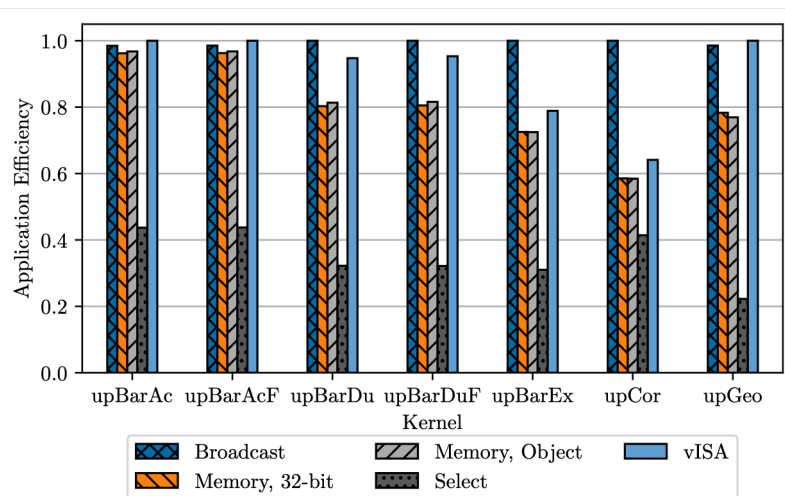 1.0
0.8
0.6
0.4
0.2
0.0
Application Efficiency
upBarAc upBarAcF upBarDu upBarDuF upBarEx upCor upGeo
Kernel
Broadcast Memory, Object vISA
Memory, 32-bit Select